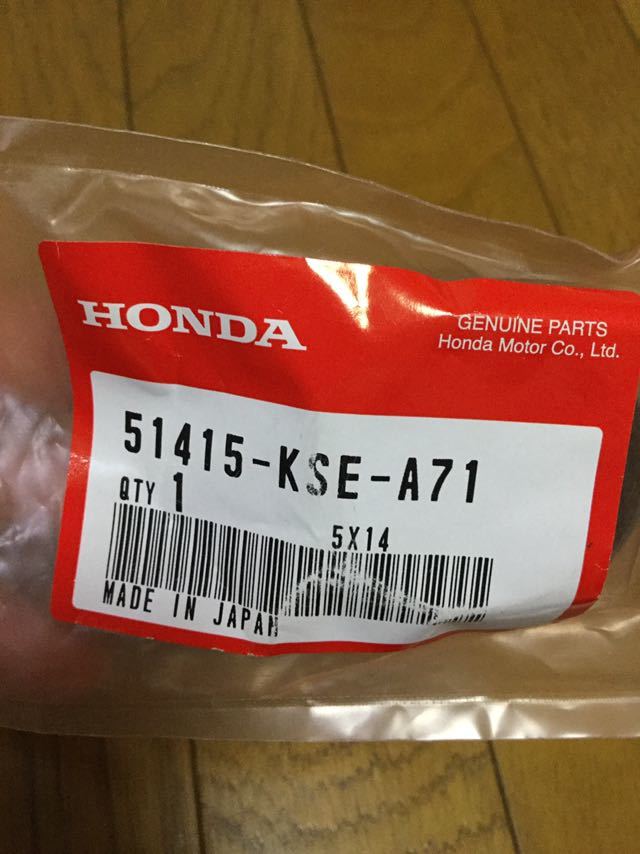 HONDA
GENUINE PARTS
Honda Motor Co., Ltd.
51415-KSE-A71
QTY 1
5X14
MADE IN JAPAN